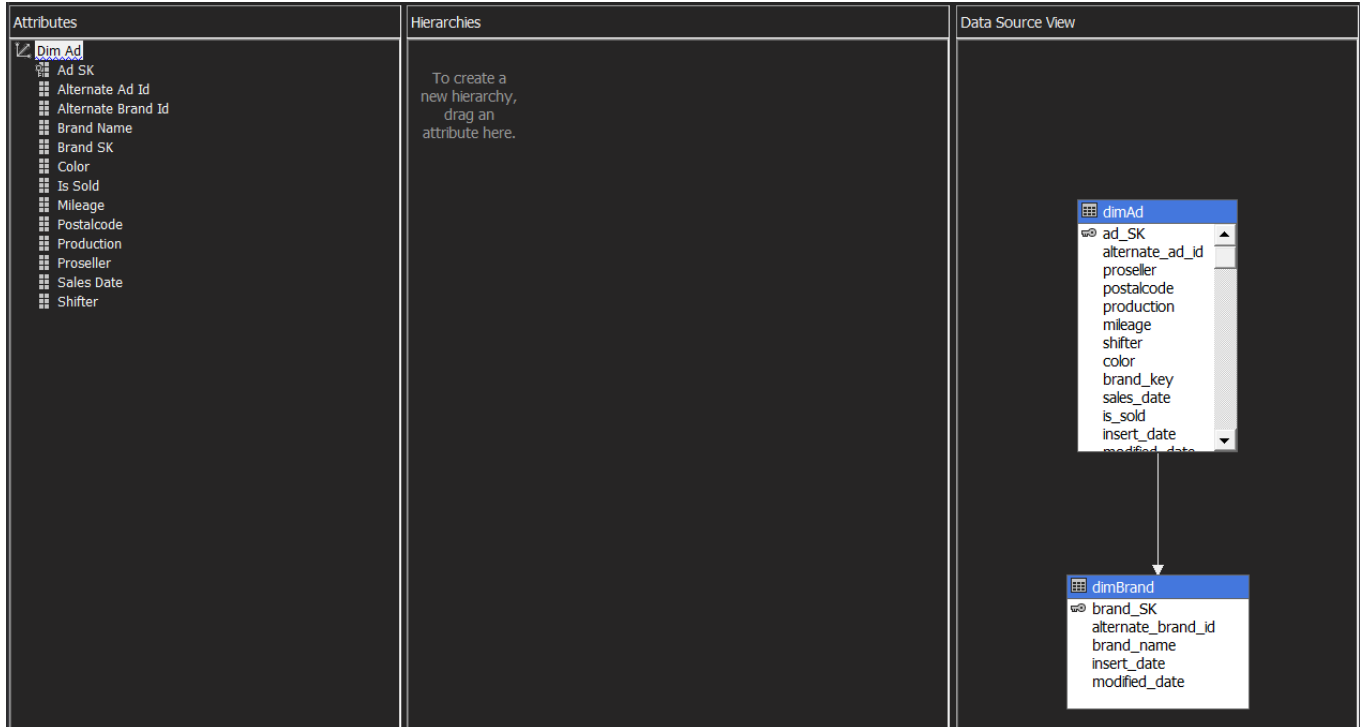 Attributes
Dim Ad
Ad SK
Alternate Ad Id
Alternate Brand Id
Brand Name
Brand SK
Color
Is Sold
Mileage
Postalcode
Production
Proseller
Sales Date
Shifter
Hierarchies
To create a
new hierarchy,
drag an
attribute here.
Data Source View
dimAd
ad_SK
alternate_ad_id
proseller
postalcode
production
mileage
shifter
color
brand_key
sales_date
is_sold
insert_date
modified_date
dimBrand
brand_SK
alternate_brand_id
brand_name
insert_date
modified_date